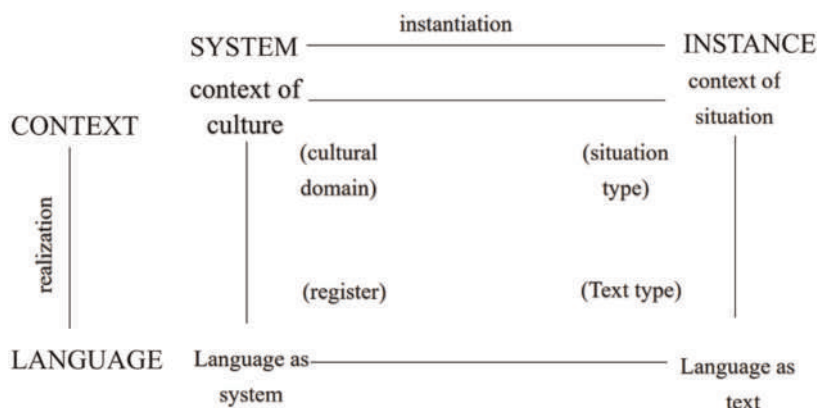 instantiation
SYSTEM INSTANCE
context of culture
context of situation
CONTEXT
(cultural domain)
(situation type)
realization
(register)
(Text type)
LANGUAGE
Language as system
Language as text